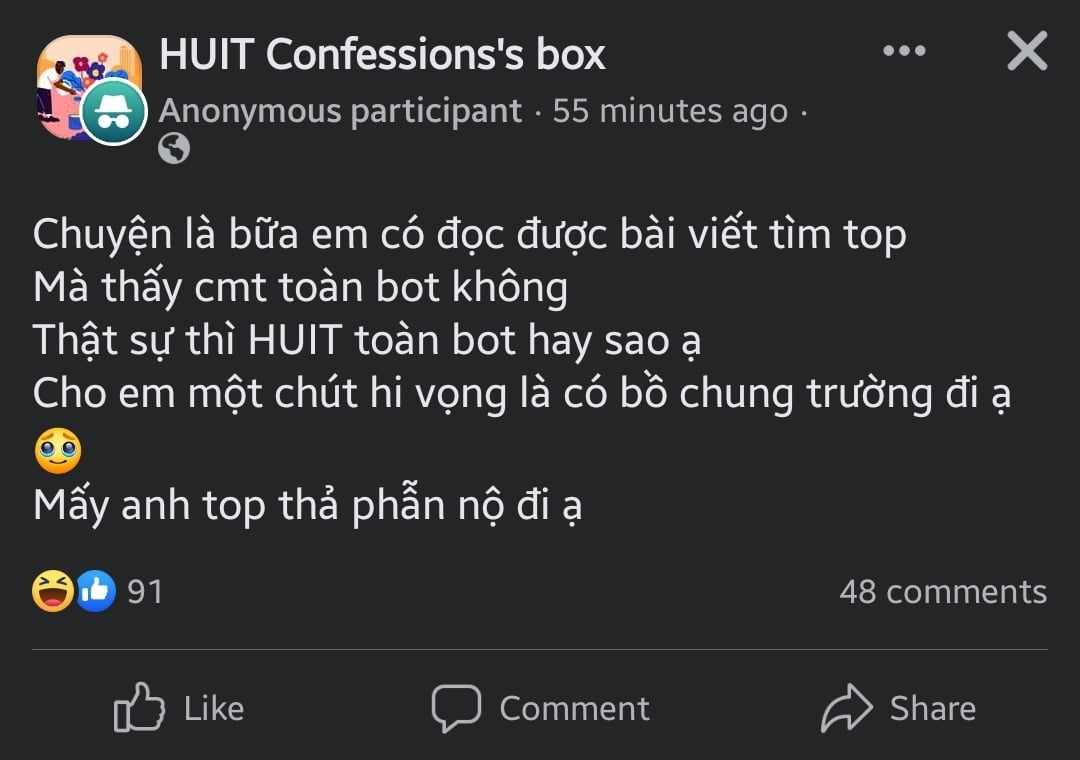 HUIT Confessions's box
Anonymous participant · 55 minutes ago ·
Chuyện là bữa em có đọc được bài viết tìm top
Mà thấy cmt toàn bot không
Thật sự thì HUIT toàn bot hay sao ạ
Cho em một chút hi vọng là có bồ chung trường đi ạ
🥹
Mấy anh top thả phẫn nộ đi ạ
91
48 comments
Like
Comment
Share